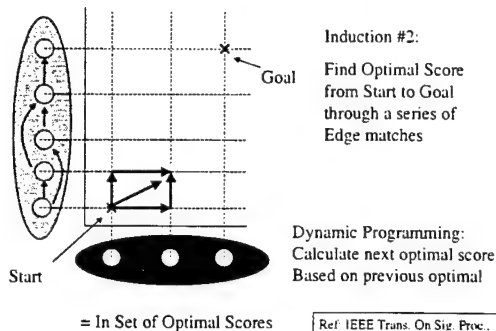 Induction #2:
Goal
Find Optimal Score
from Start to Goal
through a series of
Edge matches
Dynamic Programming:
Calculate next optimal score
Based on previous optimal
Start
= In Set of Optimal Scores
Ref: IEEE Trans. On Sig. Proc.,